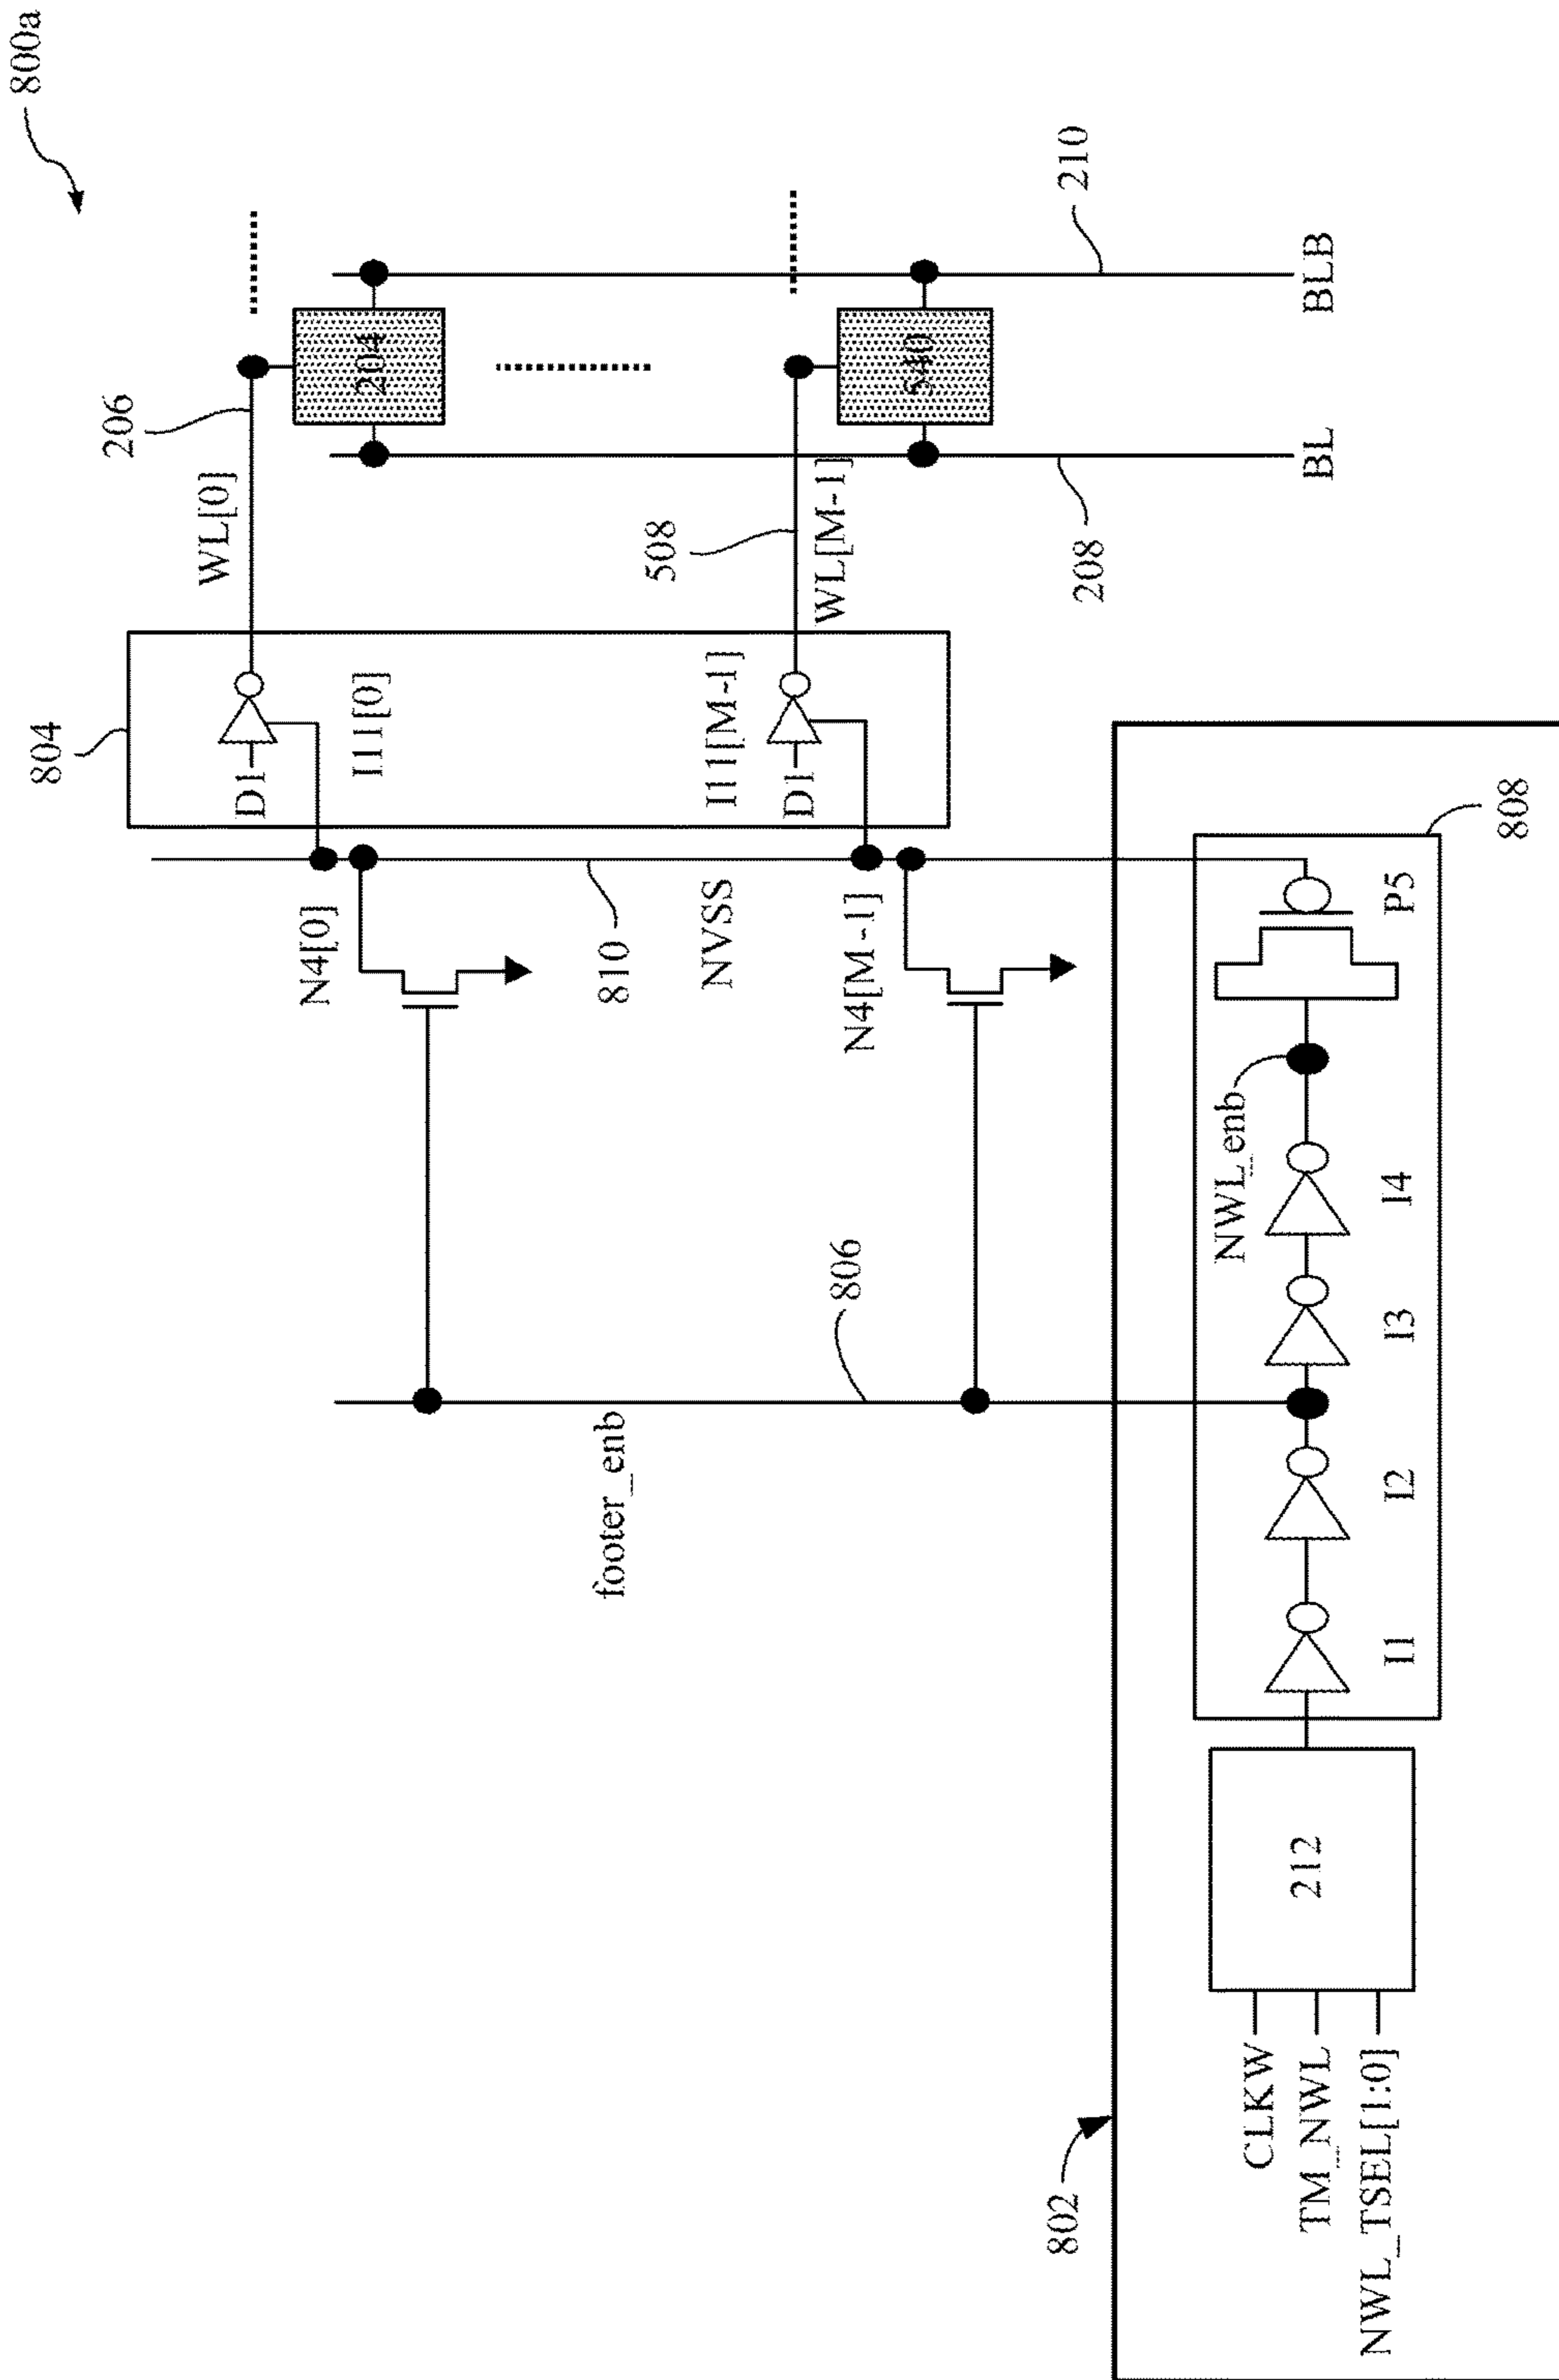 800a
804
206
WL[0]
D1
N4[0]
I11[0]
204
footer_enb
810
508
NVSS
I11[M-1]
D1
WL[M-1]
806
N4[M-1]
540
802
208
210
NWL_enb
CLKW
TM_NWL
212
BL
BLB
NWL_TSEL[1:0]
I1
I2
I3
I4
P5
808